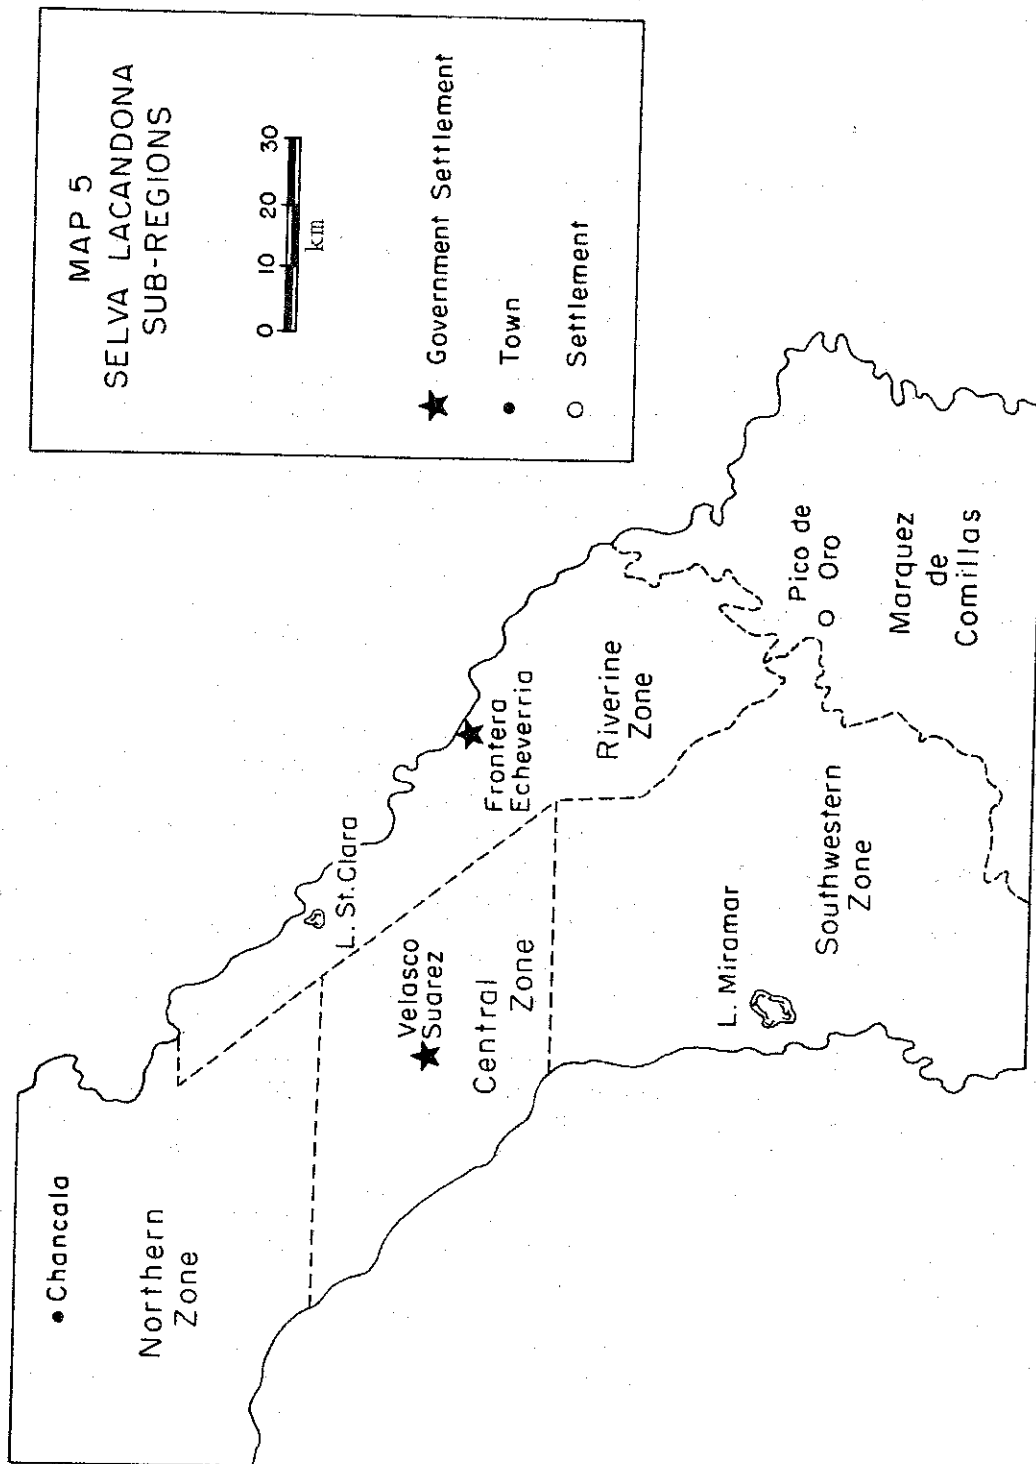 MAP 5
SELVA LACANDONA
SUB-REGIONS
0 10 20 30
km
Government Settlement
Town
Settlement
Chancala
Northern
Zone
L. St. Clara
Velasco
Suarez
Central
Zone
Frontera
Echeverria
Riverine
Zone
L. Miramar
Southwestern
Zone
Pico de
Oro
Marquez
de
Comillas